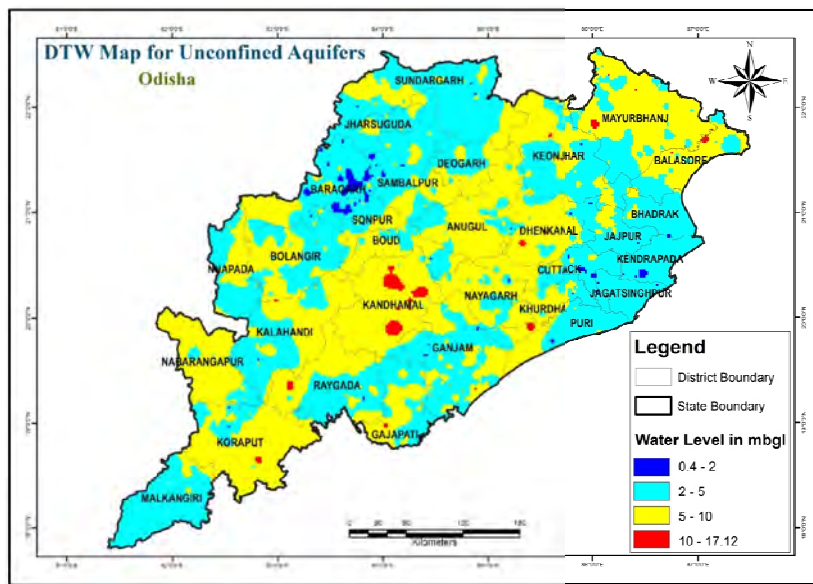 DTW Map for Unconfined Aquifers
Odisha
N
W E
S
SUNDARGARH
JHARSUGUDA
MAYURBHANJ
KEONJHAR
DEOGARH
BALASORE
SAMBALPUR
BHADRAK
SONPUR
ANUGUL
DHENKANAL
JAJPUR
BOUD
BOLANGIR
KENDRAPADA
NUAPADA
CUTTACK
NAYAGARH
JAGATSINGHPUR
KANDHAMAL
KHURDHA
PURI
KALAHANDI
GANJAM
NABARANGAPUR
RAYGADA
GAJAPATI
KORAPUT
MALKANGIRI
Kilometers
Legend
District Boundary
State Boundary
Water Level in mbgl
0.4 - 2
2 - 5
5 - 10
10 - 17.12